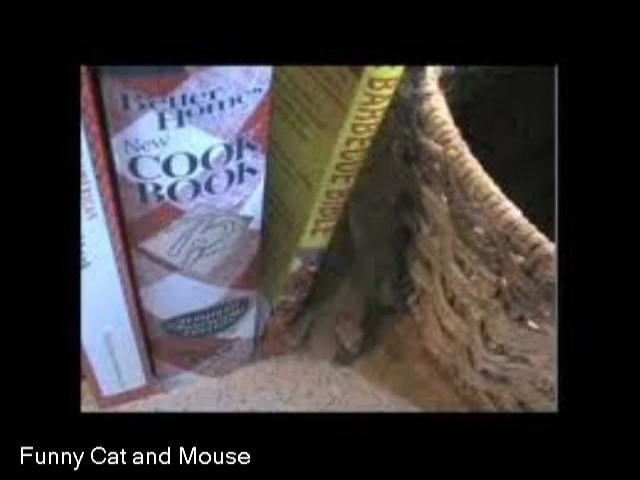 Better Homes
New
COOK
BOOK
BARBECUE BIBLE
Funny Cat and Mouse